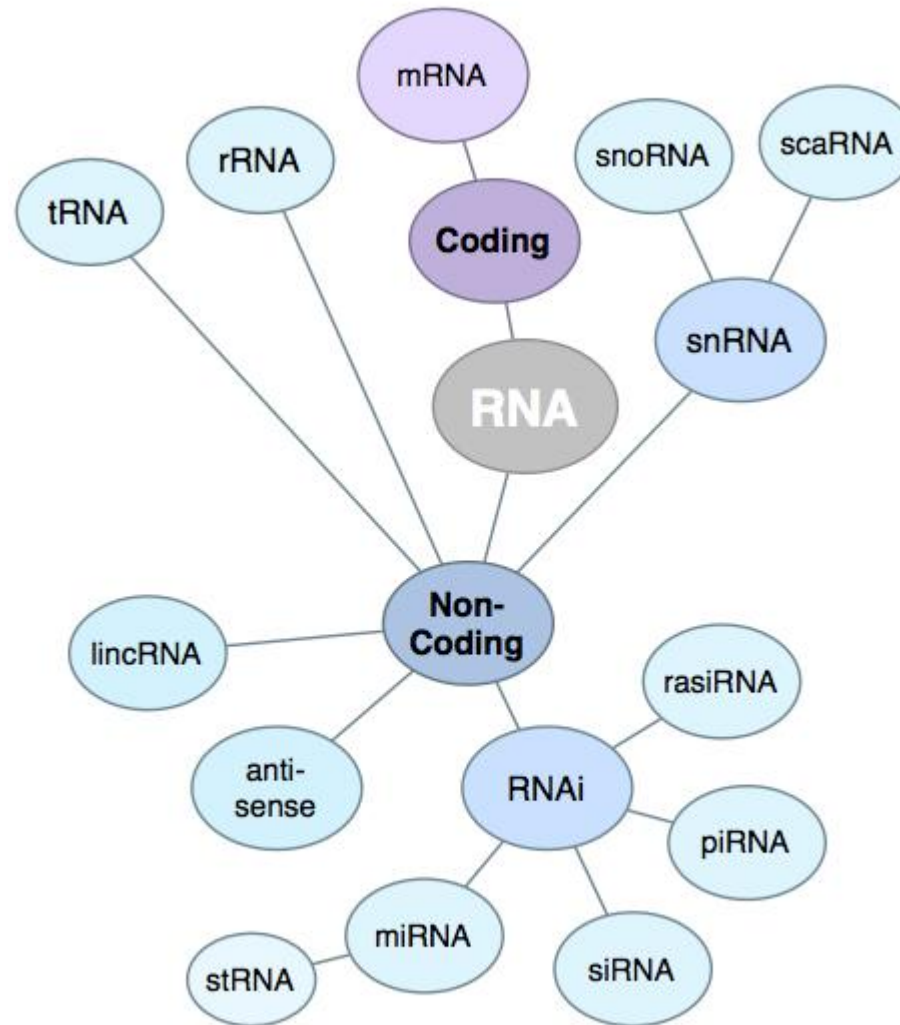 mRNA
rRNA
snoRNA
scaRNA
tRNA
Coding
snRNA
RNA
Non-
Coding
lincRNA
rasiRNA
anti-
sense
RNAi
piRNA
miRNA
siRNA
stRNA